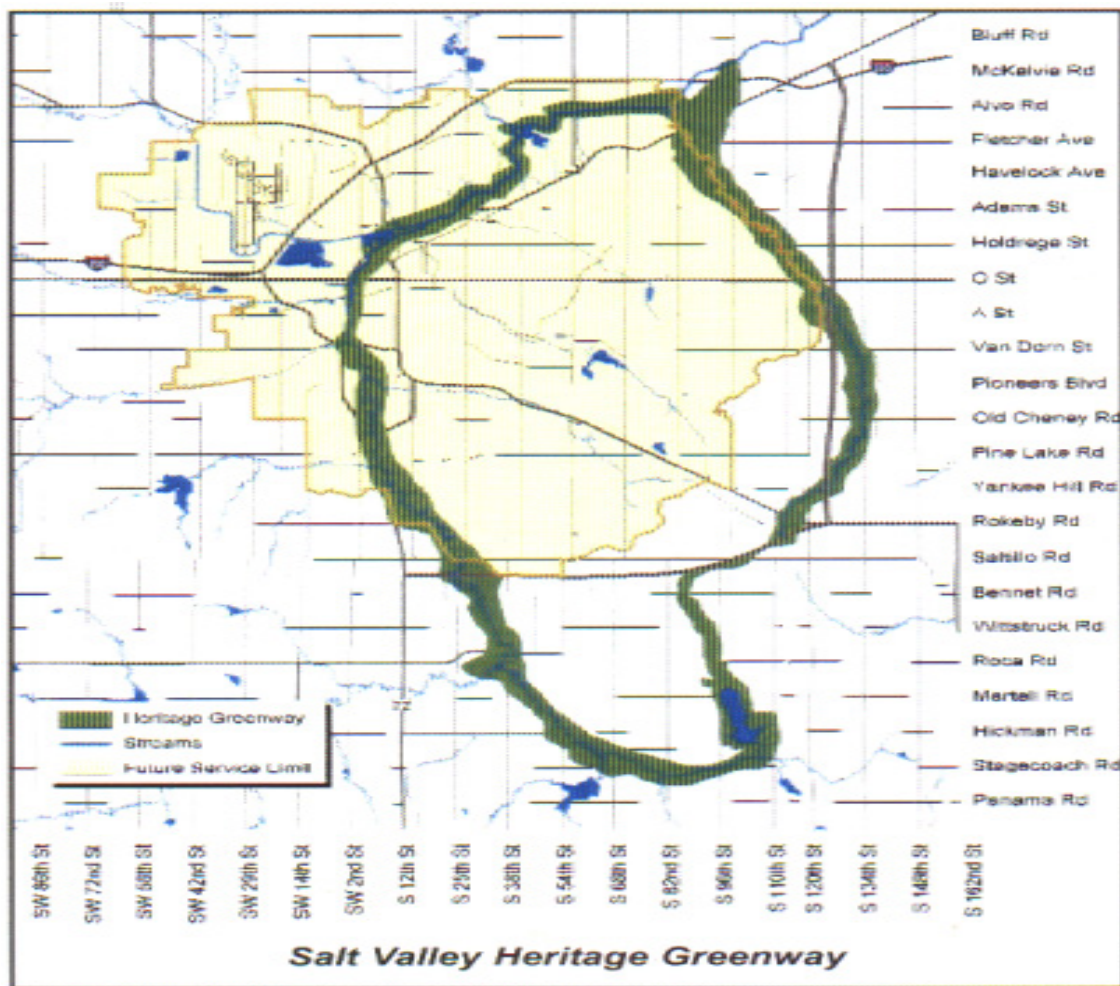 Bluff Rd
McKelvie Rd
Alvo Rd
Fletcher Ave
Havelock Ave
Adams St
Holdrege St
O St
A St
Van Dorn St
Pioneers Blvd
Old Cheney Rd
Pine Lake Rd
Yankee Hill Rd
Rokeby Rd
Saltillo Rd
Bennet Rd
Wittstruck Rd
Roca Rd
Martell Rd
Hickman Rd
Stagecoach Rd
Panama Rd
Heritage Greenway
Streams
Future Service Limit
SW 86th St
SW 72nd St
SW 58th St
SW 42nd St
SW 29th St
SW 14th St
SW 2nd St
S 12th St
S 25th St
S 38th St
S 54th St
S 68th St
S 82nd St
S 96th St
S 110th St
S 120th St
S 134th St
S 148th St
S 162nd St
Salt Valley Heritage Greenway